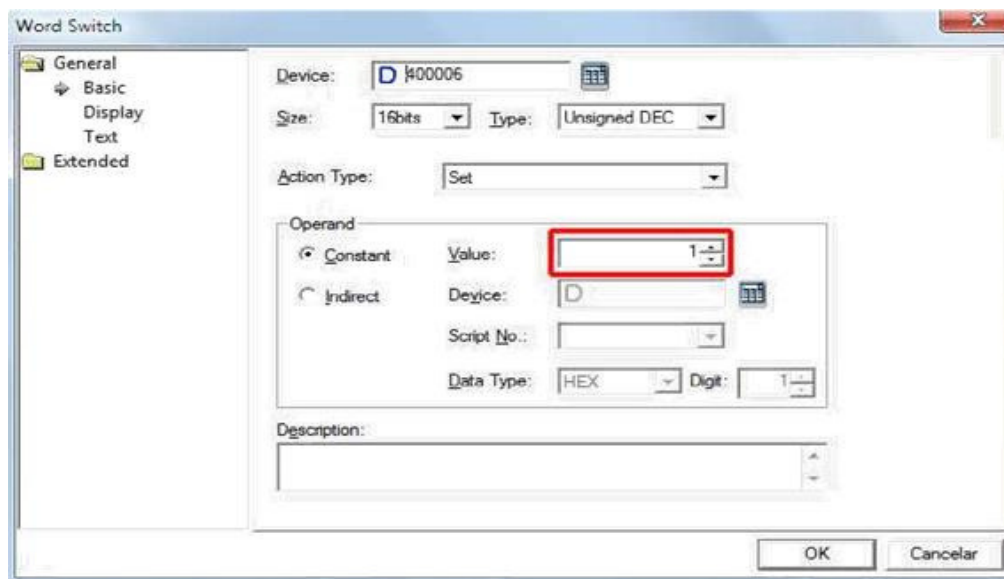 Word Switch
General
Basic
Display
Text
Extended
Device: D 400006
Size: 16bits Type: Unsigned DEC
Action Type: Set
Operand
Constant Value: 1
Indirect Device: D
Script No.:
Data Type: HEX Digit: 1
Description:
OK Cancelar